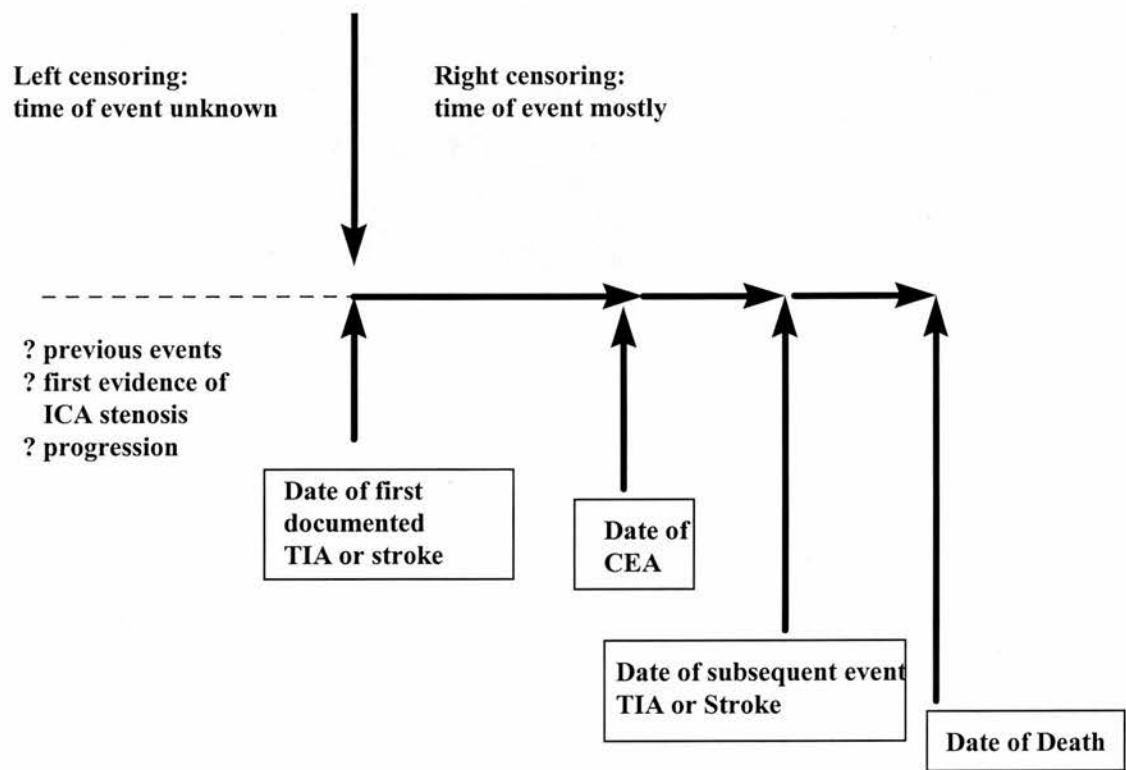 Left censoring:
time of event unknown
Right censoring:
time of event mostly
? previous events
? first evidence of
ICA stenosis
? progression
Date of first
documented
TIA or stroke
Date of
CEA
Date of subsequent event
TIA or Stroke
Date of Death